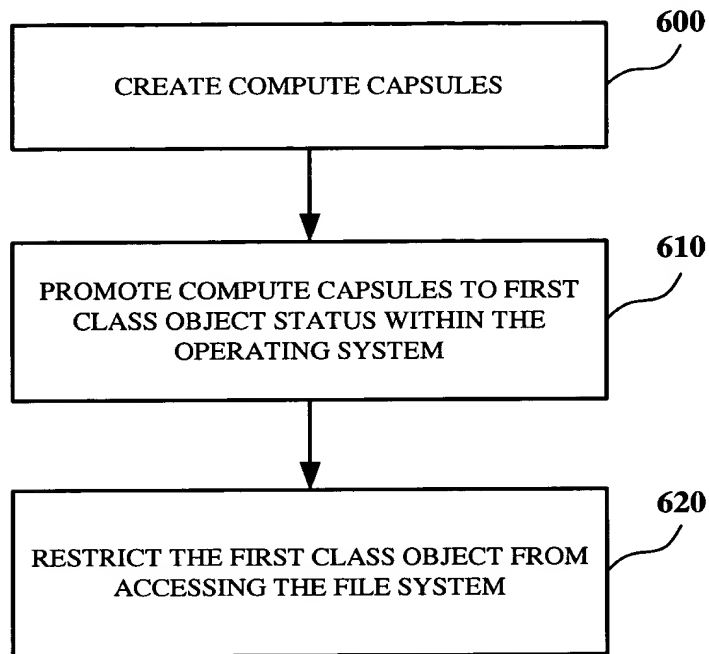 600
CREATE COMPUTE CAPSULES
610
PROMOTE COMPUTE CAPSULES TO FIRST
CLASS OBJECT STATUS WITHIN THE
OPERATING SYSTEM
620
RESTRICT THE FIRST CLASS OBJECT FROM
ACCESSING THE FILE SYSTEM